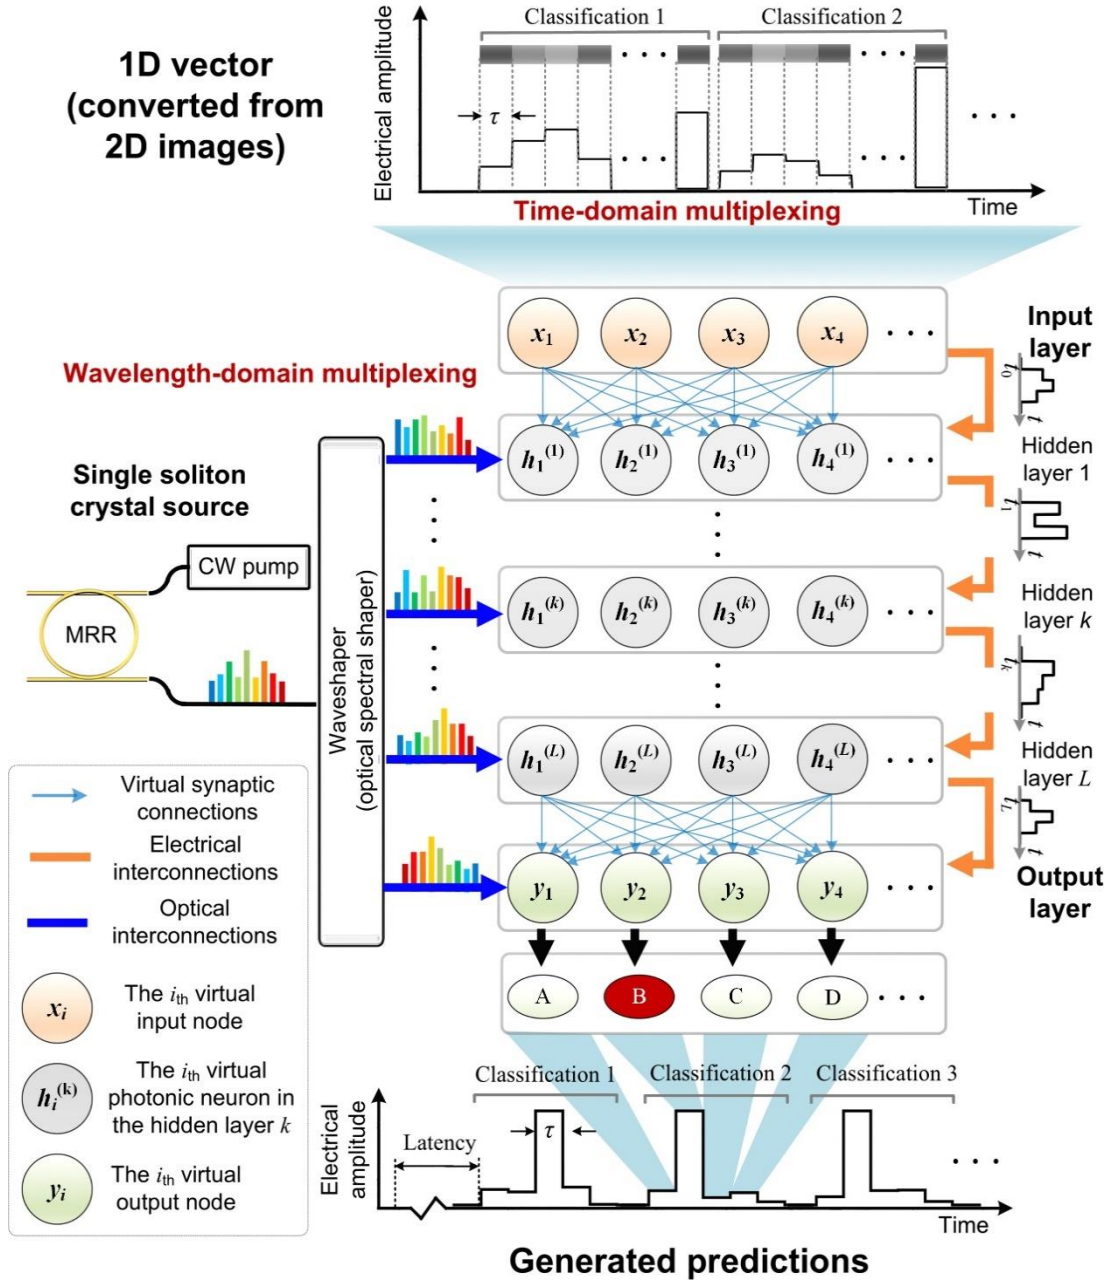 1D vector
(converted from
2D images)
Electrical amplitude
Classification 1
Classification 2
τ
Time-domain multiplexing
Time
x1 x2 x3 x4
Input
layer
t0
t
Wavelength-domain multiplexing
h1(1) h2(1) h3(1) h4(1)
Hidden
layer 1
t1
t
Single soliton
crystal source
CW pump
MRR
Waveshaper
(optical spectral shaper)
h1(k) h2(k) h3(k) h4(k)
Hidden
layer k
tk
t
h1(L) h2(L) h3(L) h4(L)
Hidden
layer L
tL
t
y1 y2 y3 y4
Output
layer
A B C D
Virtual synaptic
connections
Electrical
interconnections
Optical
interconnections
xi
The ith virtual
input node
hi(k)
The ith virtual
photonic neuron in
the hidden layer k
yi
The ith virtual
output node
Electrical
amplitude
Latency
Classification 1
Classification 2
Classification 3
τ
Time
Generated predictions